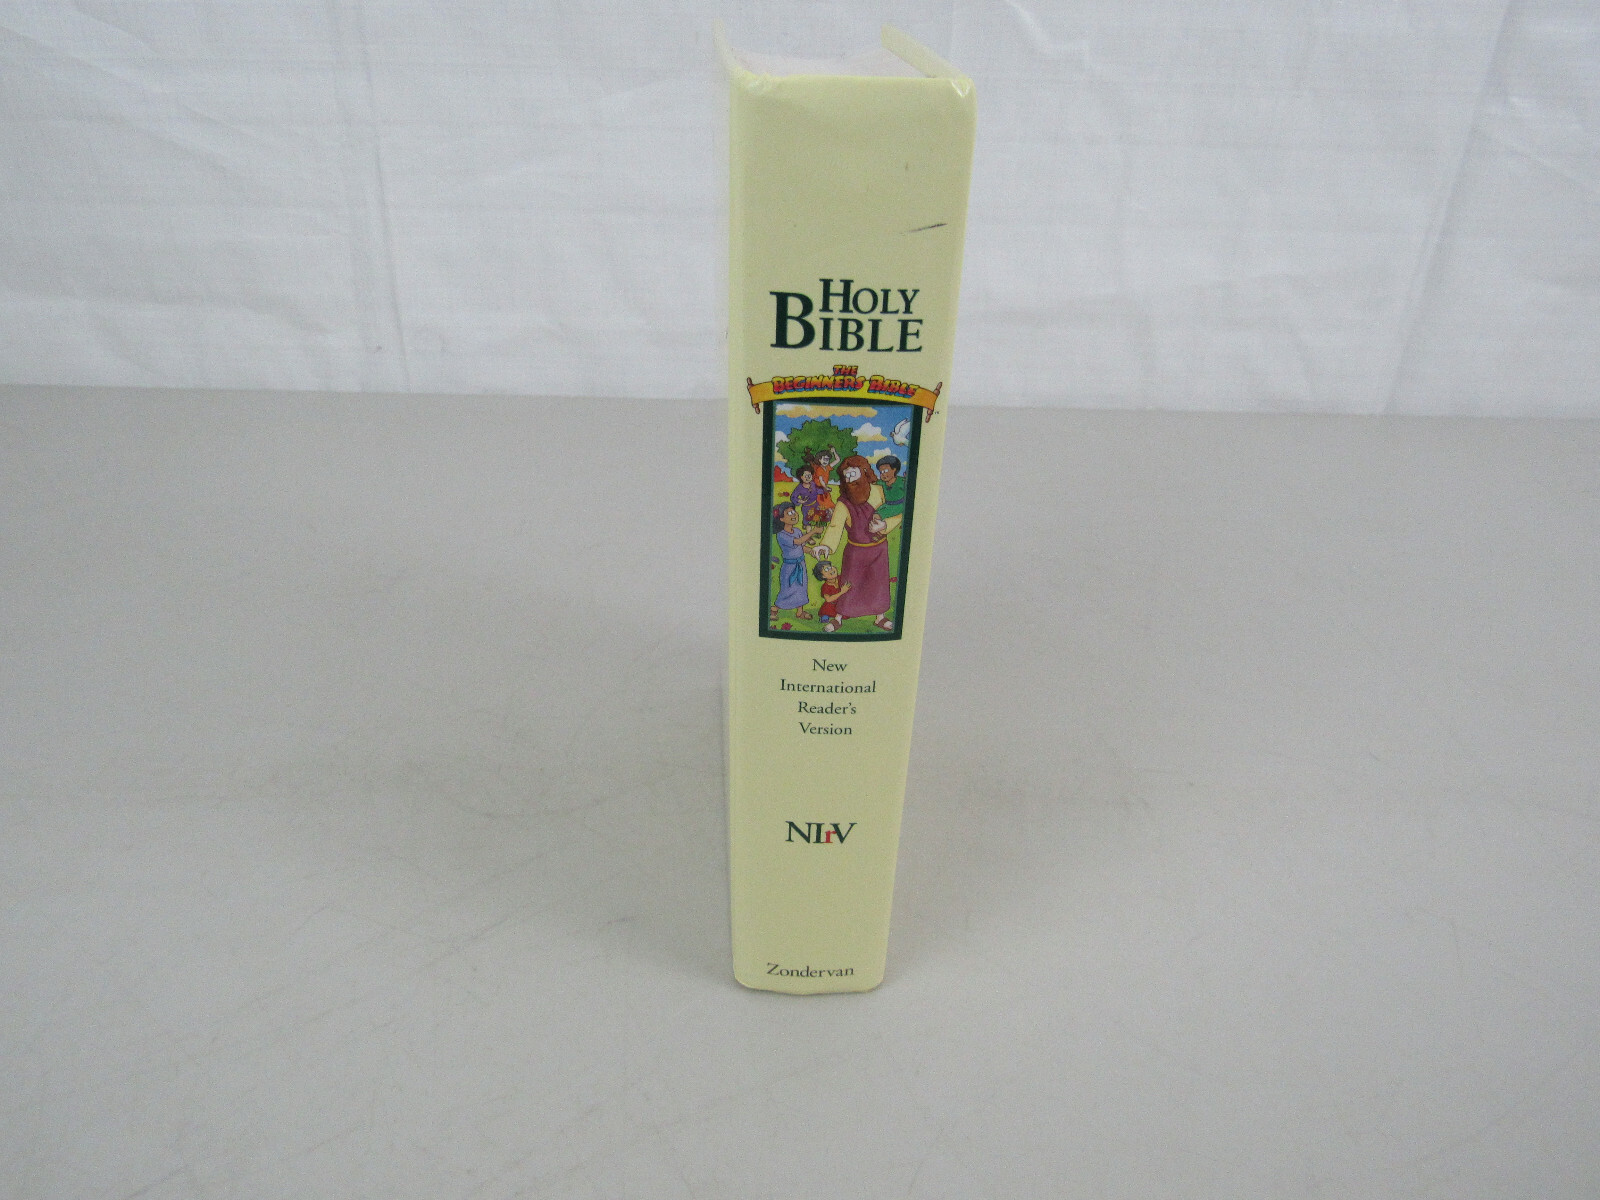 HOLY
BIBLE
THE
BEGINNERS BIBLE
New
International
Reader's
Version
NIrV
Zondervan